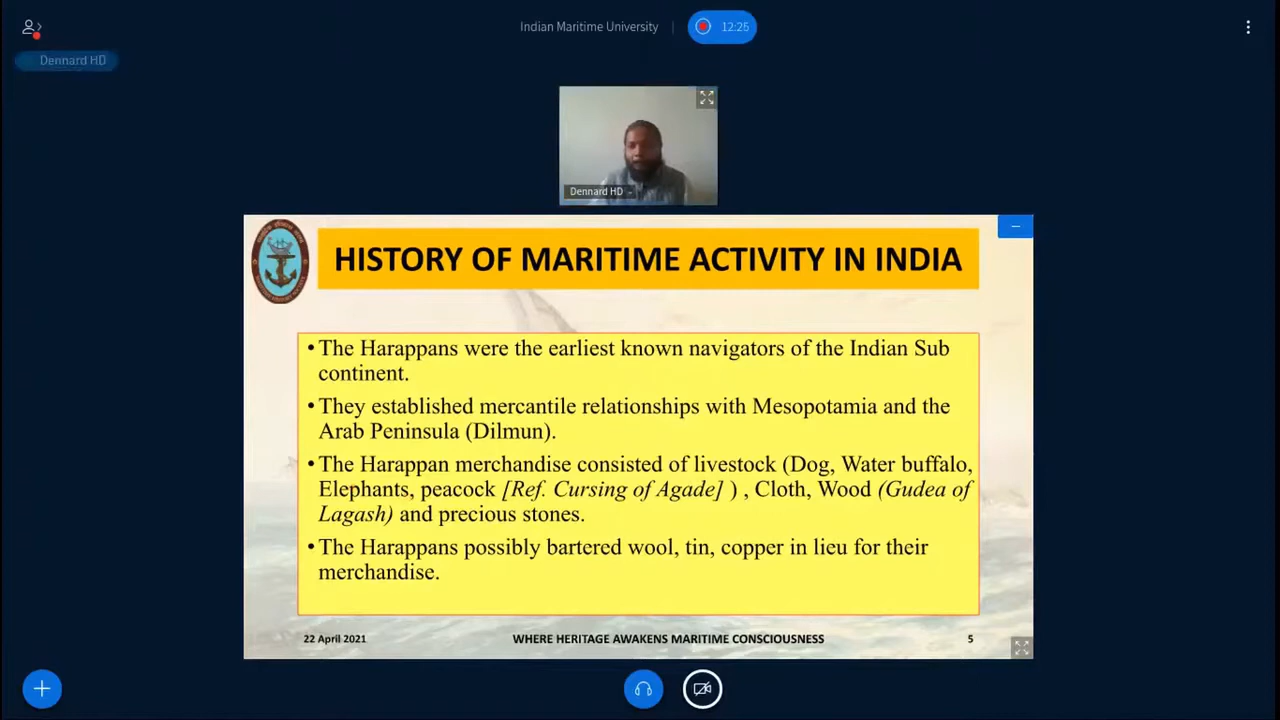 Indian Maritime University
12:25
Dennard HD
Dennard HD
HISTORY OF MARITIME ACTIVITY IN INDIA
•The Harappans were the earliest known navigators of the Indian Sub
continent.
•They established mercantile relationships with Mesopotamia and the
Arab Peninsula (Dilmun).
•The Harappan merchandise consisted of livestock (Dog, Water buffalo,
Elephants, peacock [Ref. Cursing of Agade] ) , Cloth, Wood (Gudea of
Lagash) and precious stones.
•The Harappans possibly bartered wool, tin, copper in lieu for their
merchandise.
22 April 2021
WHERE HERITAGE AWAKENS MARITIME CONSCIOUSNESS
5